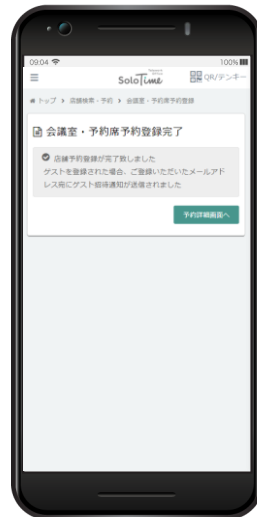 09:04 100%
SoloTime QR/テンキー
トップ > 店舗検索・予約 > 会議室・予約席予約登録
会議室・予約席予約登録完了
店舗予約登録が完了致しました
ゲストを登録された場合、ご登録いただいたメールアド
レス宛にゲスト招待通知が送信されました
予約詳細画面へ